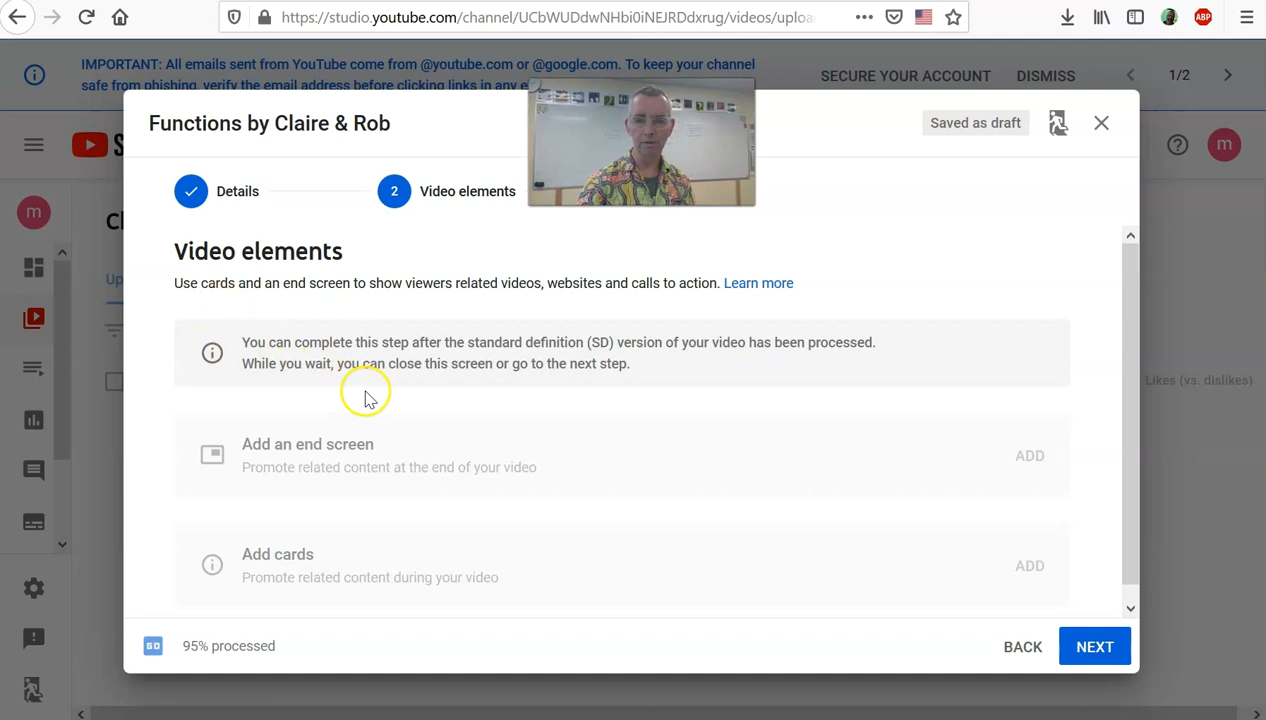 https://studio.youtube.com/channel/UCbWUDdwNHbi0iNEJRDdxrug/videos/uploa
ABP
IMPORTANT: All emails sent from YouTube come from @youtube.com or @google.com. To keep your channel
safe from phishing, verify the email address before clicking links in any e
SECURE YOUR ACCOUNT
DISMISS
1/2
Functions by Claire & Rob
Saved as draft
S
m
Details
2
Video elements
m
C
Video elements
Use cards and an end screen to show viewers related videos, websites and calls to action. Learn more
Up
You can complete this step after the standard definition (SD) version of your video has been processed.
While you wait, you can close this screen or go to the next step.
Likes (vs. dislikes)
Add an end screen
Promote related content at the end of your video
ADD
Add cards
Promote related content during your video
ADD
SD
95% processed
BACK
NEXT